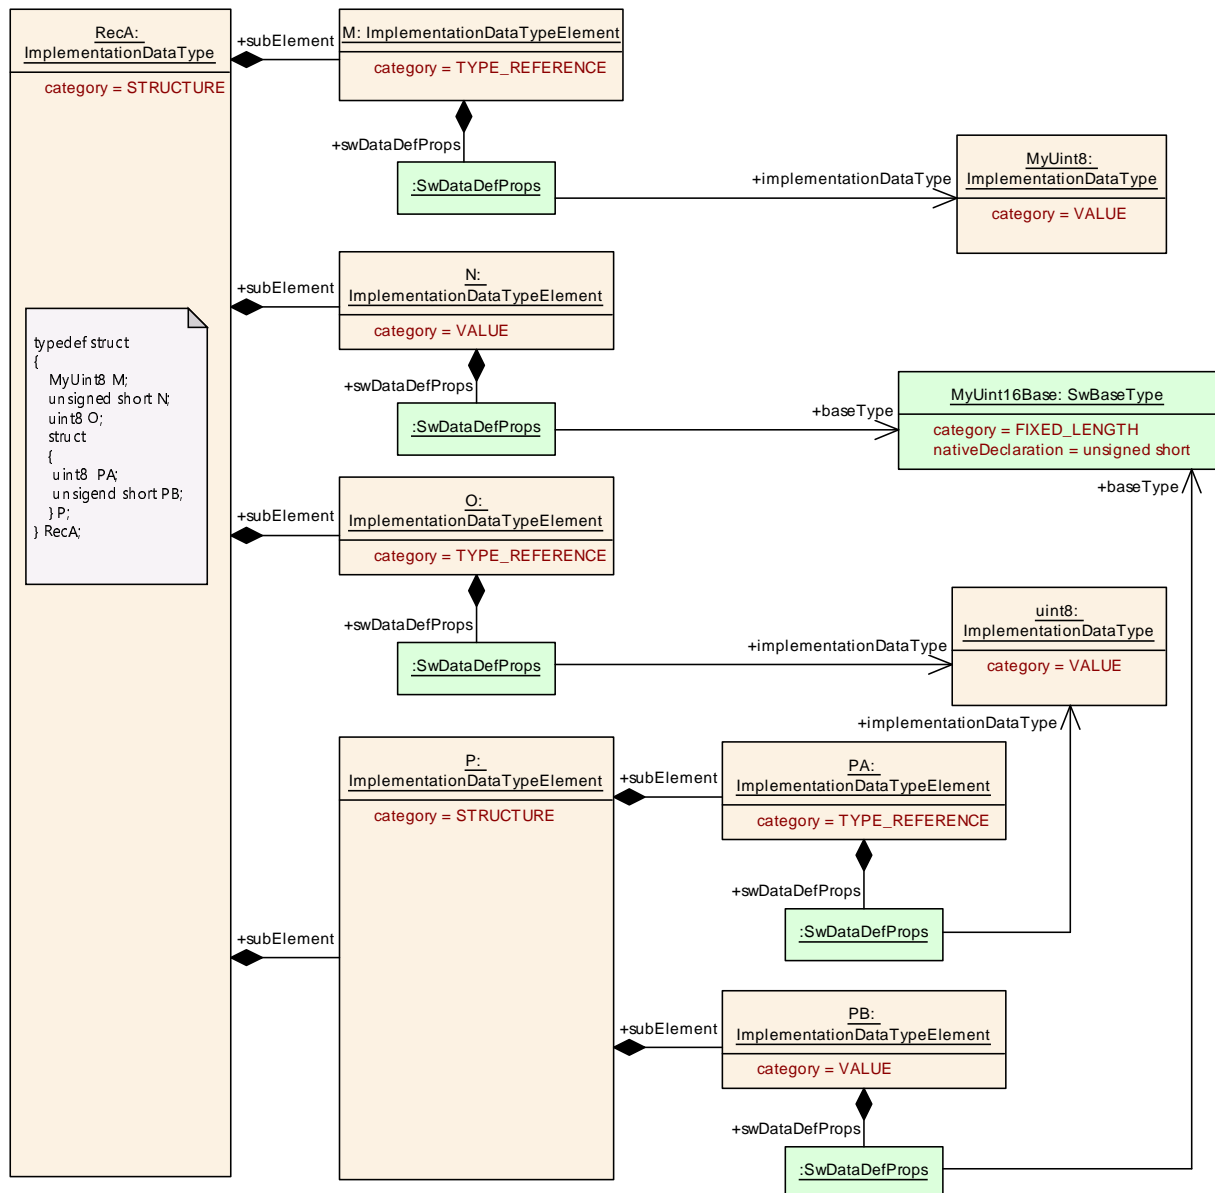 RecA:
ImplementationDataType
category = STRUCTURE
typedef struct
{
MyUint8 M;
unsigned short N;
uint8 O;
struct
{
uint8 PA;
unsigend short PB;
} P;
} RecA;
+subElement
M: ImplementationDataTypeElement
category = TYPE_REFERENCE
+swDataDefProps
:SwDataDefProps
+implementationDataType
MyUint8:
ImplementationDataType
category = VALUE
+subElement
N:
ImplementationDataTypeElement
category = VALUE
+swDataDefProps
:SwDataDefProps
+baseType
MyUint16Base: SwBaseType
category = FIXED_LENGTH
nativeDeclaration = unsigned short
+baseType
+subElement
O:
ImplementationDataTypeElement
category = TYPE_REFERENCE
+swDataDefProps
:SwDataDefProps
+implementationDataType
uint8:
ImplementationDataType
category = VALUE
+implementationDataType
+subElement
P:
ImplementationDataTypeElement
category = STRUCTURE
+subElement
PA:
ImplementationDataTypeElement
category = TYPE_REFERENCE
+swDataDefProps
:SwDataDefProps
+subElement
PB:
ImplementationDataTypeElement
category = VALUE
+swDataDefProps
:SwDataDefProps